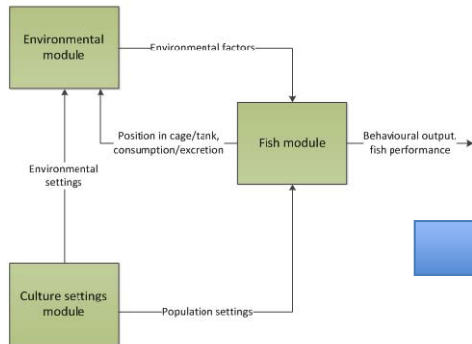 Environmental
module
Environmental factors
Position in cage/tank,
consumption/excretion
Fish module
Behavioural output.
fish performance
Environmental
settings
Culture settings
module
Population settings